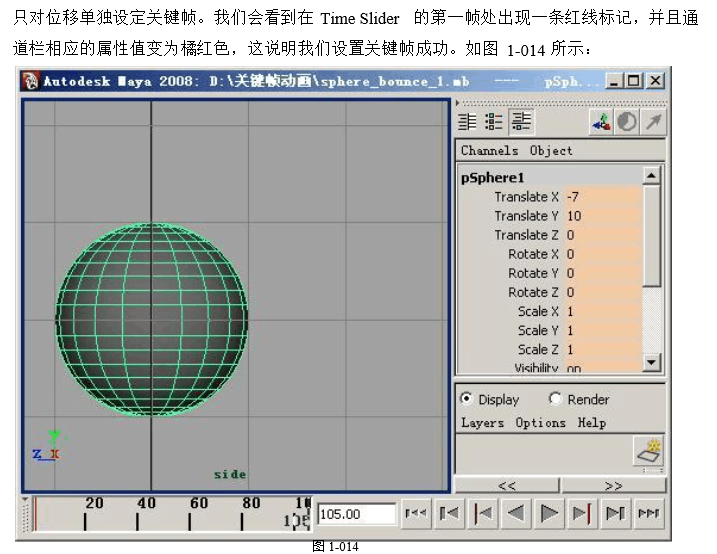 只对位移单独设定关键帧。我们会看到在 Time Slider 的第一帧处出现一条红线标记，并且通
道栏相应的属性值变为橘红色，这说明我们设置关键帧成功。如图 1-014 所示：
Autodesk Maya 2008: D:\关键帧动画\sphere_bounce_1.mb --- pSph...
Channels Object
pSphere1
Translate X -7
Translate Y 10
Translate Z 0
Rotate X 0
Rotate Y 0
Rotate Z 0
Scale X 1
Scale Y 1
Scale Z 1
Visibility on
Display Render
Layers Options Help
y
z x
side
<< >>
20 40 60 80
105.00
图 1-014